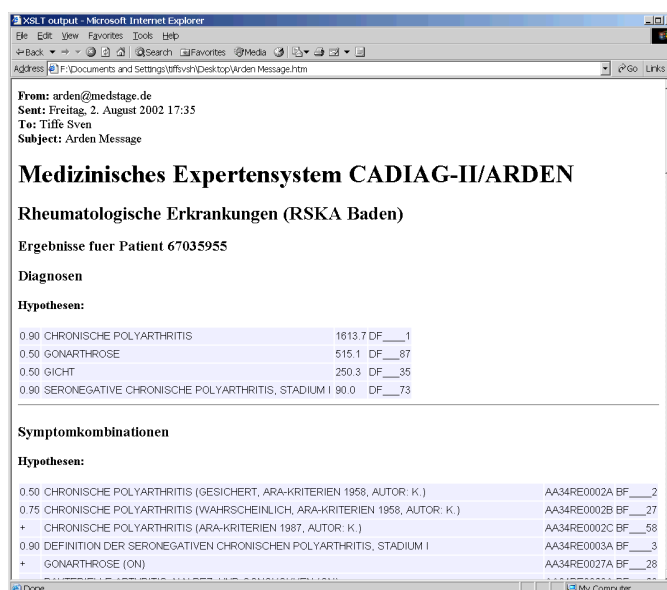 XSLT output - Microsoft Internet Explorer
File Edit View Favorites Tools Help
Back Search Favorites Media
Address F:\Documents and Settings\tiffsvsh\Desktop\Arden Message.htm Go Links
From: arden@medstage.de
Sent: Freitag, 2. August 2002 17:35
To: Tiffe Sven
Subject: Arden Message
Medizinisches Expertensystem CADIAG-II/ARDEN
Rheumatologische Erkrankungen (RSKA Baden)
Ergebnisse fuer Patient 67035955
Diagnosen
Hypothesen:
0.90 CHRONISCHE POLYARTHRITIS 1613.7 DF____1
0.50 GONARTHROSE 515.1 DF___87
0.50 GICHT 250.3 DF___35
0.90 SERONEGATIVE CHRONISCHE POLYARTHRITIS, STADIUM I 90.0 DF___73
Symptomkombinationen
Hypothesen:
0.50 CHRONISCHE POLYARTHRITIS (GESICHERT, ARA-KRITERIEN 1958, AUTOR: K.) AA34RE0002A BF____2
0.75 CHRONISCHE POLYARTHRITIS (WAHRSCHEINLICH, ARA-KRITERIEN 1958, AUTOR: K.) AA34RE0002B BF___27
+ CHRONISCHE POLYARTHRITIS (ARA-KRITERIEN 1987, AUTOR: K.) AA34RE0002C BF___58
0.90 DEFINITION DER SERONEGATIVEN CHRONISCHEN POLYARTHRITIS, STADIUM I AA34RE0003A BF____3
+ GONARTHROSE (ON) AA34RE0027A BF___28
Done My Computer